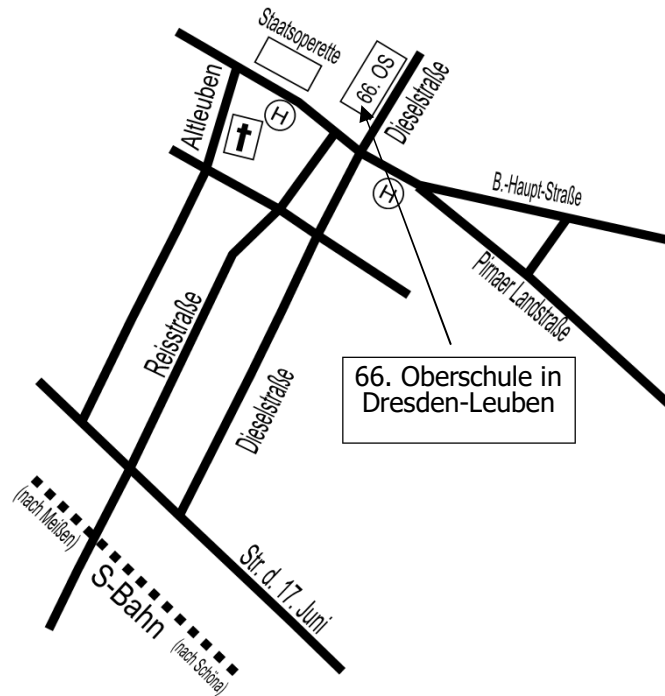 Staatsoperette
66. OS
Dieselstraße
Altleuben
H
H
B.-Haupt-Straße
Pirnaer Landstraße
Reisstraße
Dieselstraße
66. Oberschule in
Dresden-Leuben
(nach Meißen)
S-Bahn
(nach Schöna)
Str. d. 17. Juni